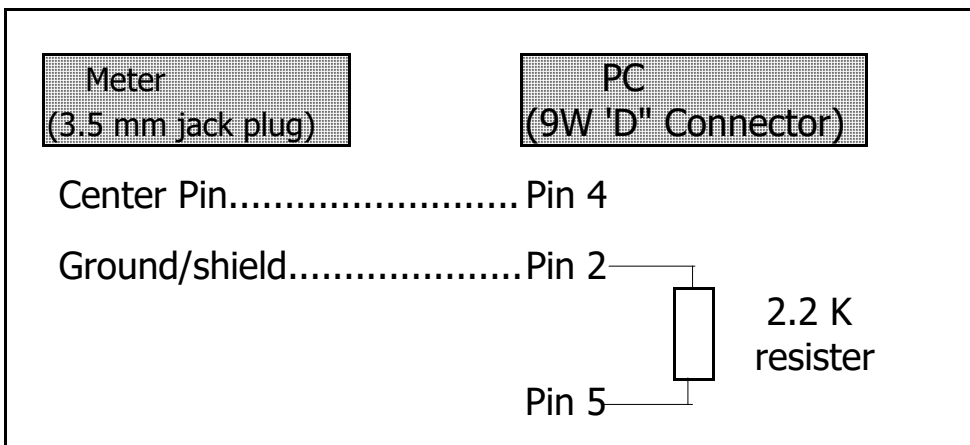 Meter
(3.5 mm jack plug)
PC
(9W 'D" Connector)
Center Pin.......................... Pin 4
Ground/shield.....................Pin 2
2.2 K
resister
Pin 5